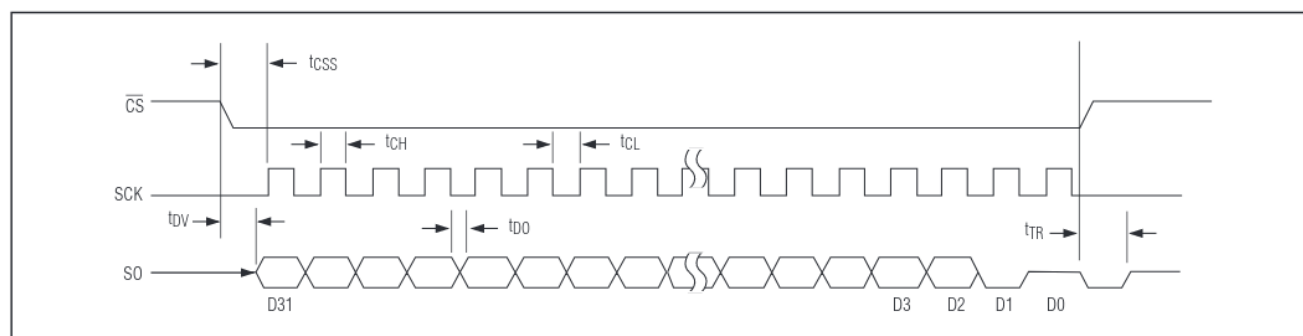 tCSS
CS
tCH
tCL
SCK
tDV
tDO
tTR
SO
D31
D3
D2
D1
D0